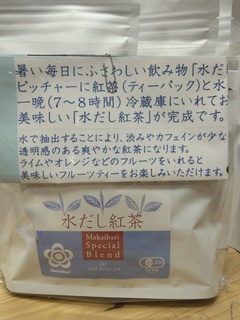 暑い毎日にふさわしい飲み物「水だ
ピッチャーに紅茶(ティーパック)と水
一晩(7〜8時間)冷蔵庫にいれてお
美味しい「水だし紅茶」が完成です。
水で抽出することにより、渋みやカフェインが少な
透明感のある爽やかな紅茶になります。
ライムやオレンジなどのフルーツをいれると
美味しいフルーツティーをお楽しみいただけます。
水だし紅茶
Makaibari
Special
Blend
for
cold brew tea
Makaibari
JAS